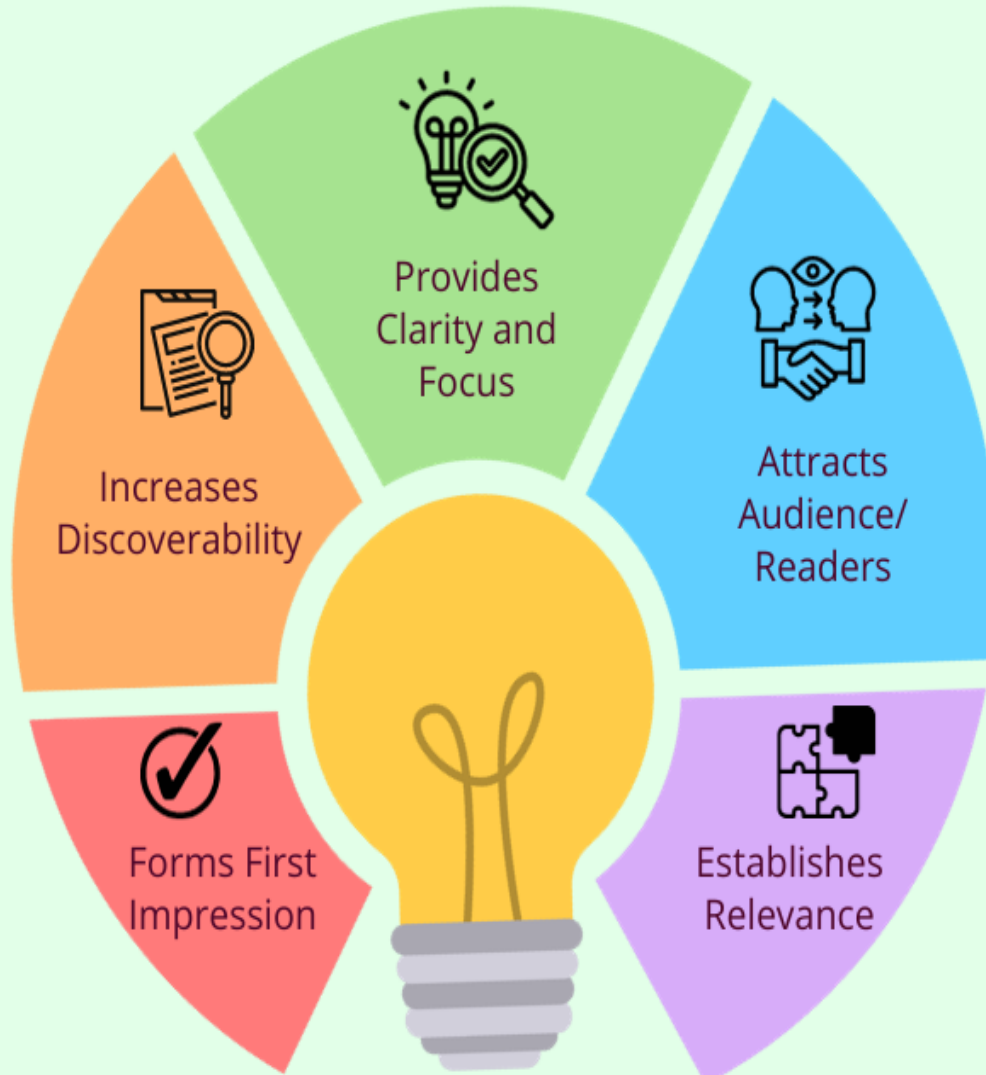 Provides
Clarity and
Focus
Increases
Discoverability
Attracts
Audience/
Readers
Forms First
Impression
Establishes
Relevance